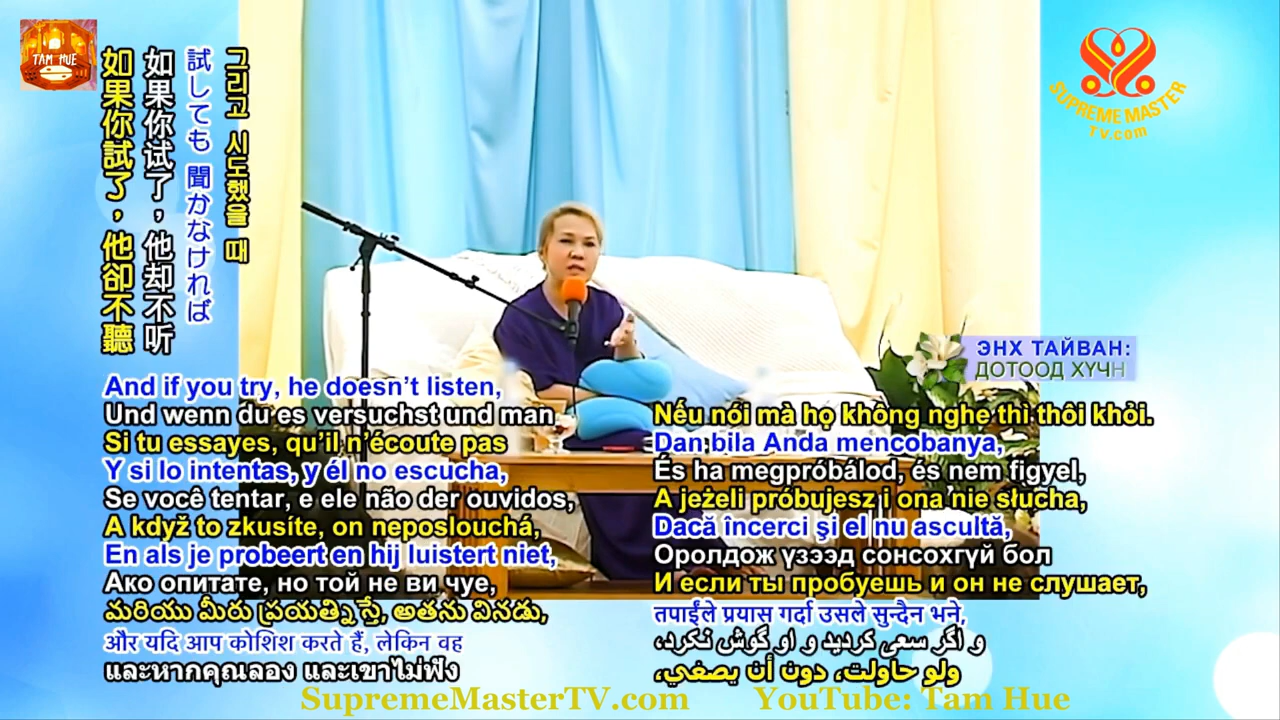 TAM HUE
SUPREME MASTER
TV.com
그리고 시도했을 때
試しても 聞かなければ
如果你试了，他却不听
如果你試了，他卻不聽
ЭНХ ТАЙВАН:
ДОТООД ХҮЧН
And if you try, he doesn't listen,
Und wenn du es versuchst und man
Si tu essayes, qu'il n'écoute pas
Y si lo intentas, y él no escucha,
Se você tentar, e ele não der ouvidos,
A když to zkusíte, on neposlouchá,
En als je probeert en hij luistert niet,
Ако опитате, но той не ви чуе,
మరియు మీరు ప్రయత్నిస్తే, అతను వినడు,
और यदि आप कोशिश करते हैं, लेकिन वह
และหากคุณลอง และเขาไม่ฟัง
Nếu nói mà họ không nghe thì thôi khỏi.
Dan bila Anda mencobanya,
És ha megpróbálod, és nem figyel,
A jeżeli próbujesz i ona nie słucha,
Dacă încerci şi el nu ascultă,
Оролдож үзээд сонсохгүй бол
И если ты пробуешь и он не слушает,
तपाईंले प्रयास गर्दा उसले सुन्दैन भने,
و اگر سعی کردید و او گوش نکرد،
ولو حاولت، دون أن يصغي،
SupremeMasterTV.com
YouTube: Tam Hue